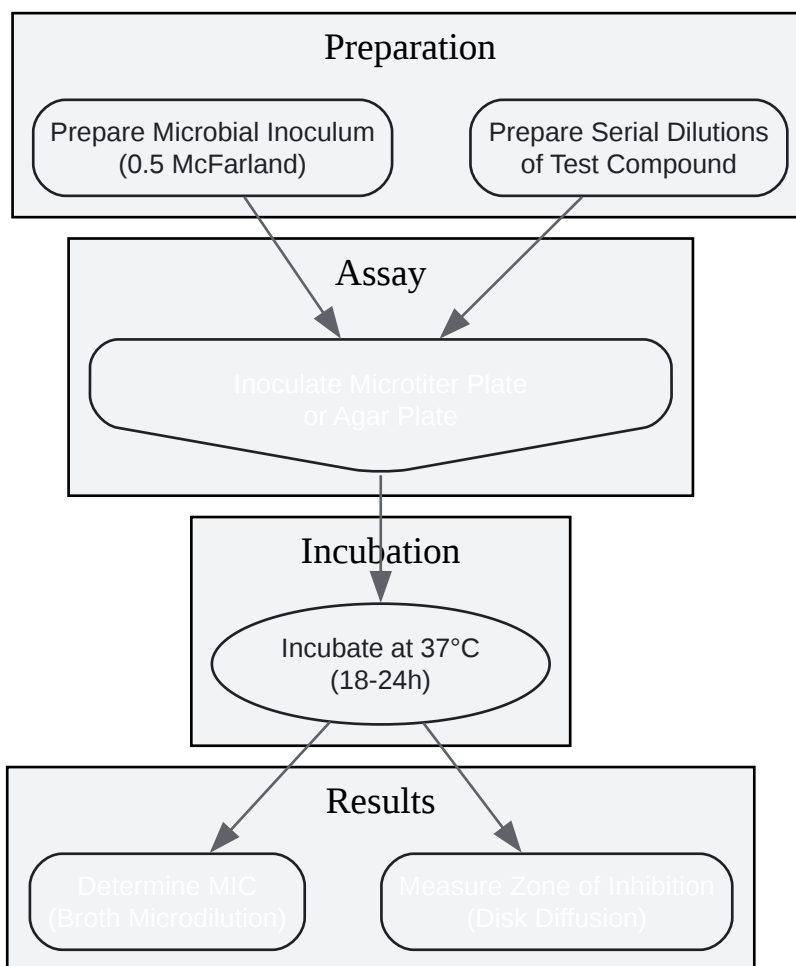 Preparation
Prepare Microbial Inoculum
(0.5 McFarland)
Prepare Serial Dilutions
of Test Compound
Assay
Inoculate Microtiter Plate
or Agar Plate
Incubation
Incubate at 37°C
(18-24h)
Results
Determine MIC
(Broth Microdilution)
Measure Zone of Inhibition
(Disk Diffusion)